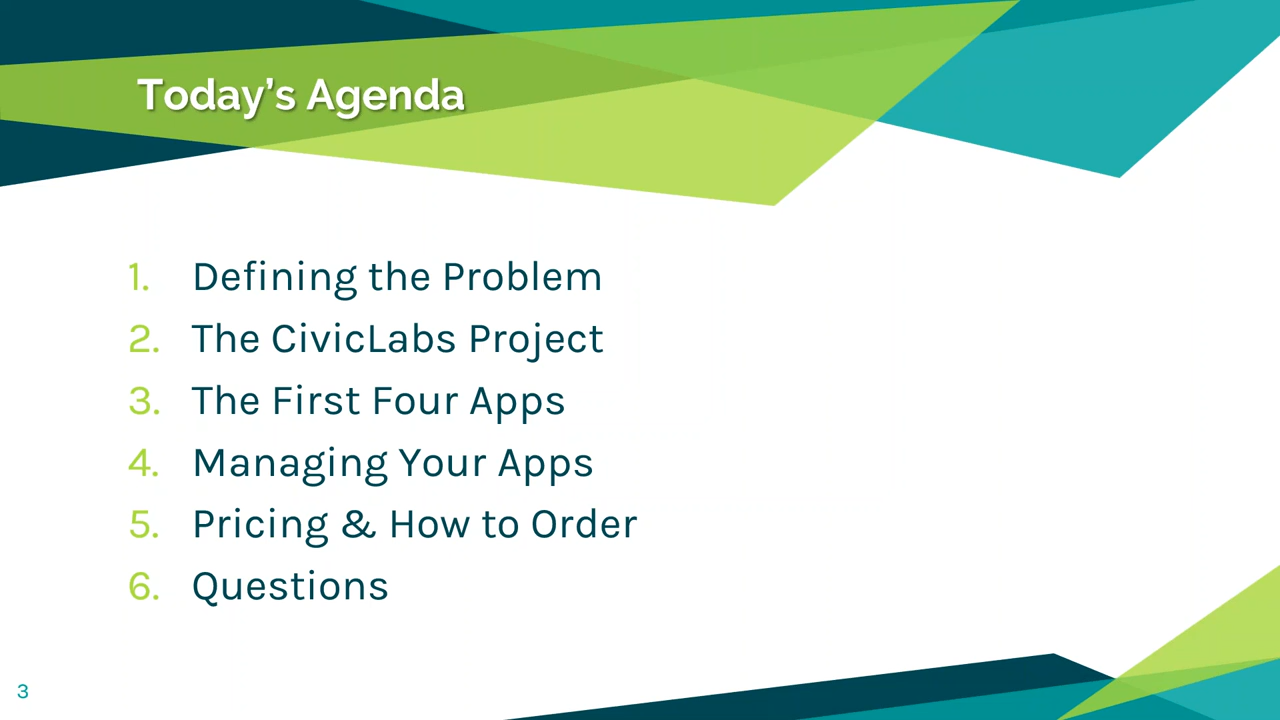 Today’s Agenda
1. Defining the Problem
2. The CivicLabs Project
3. The First Four Apps
4. Managing Your Apps
5. Pricing & How to Order
6. Questions
3